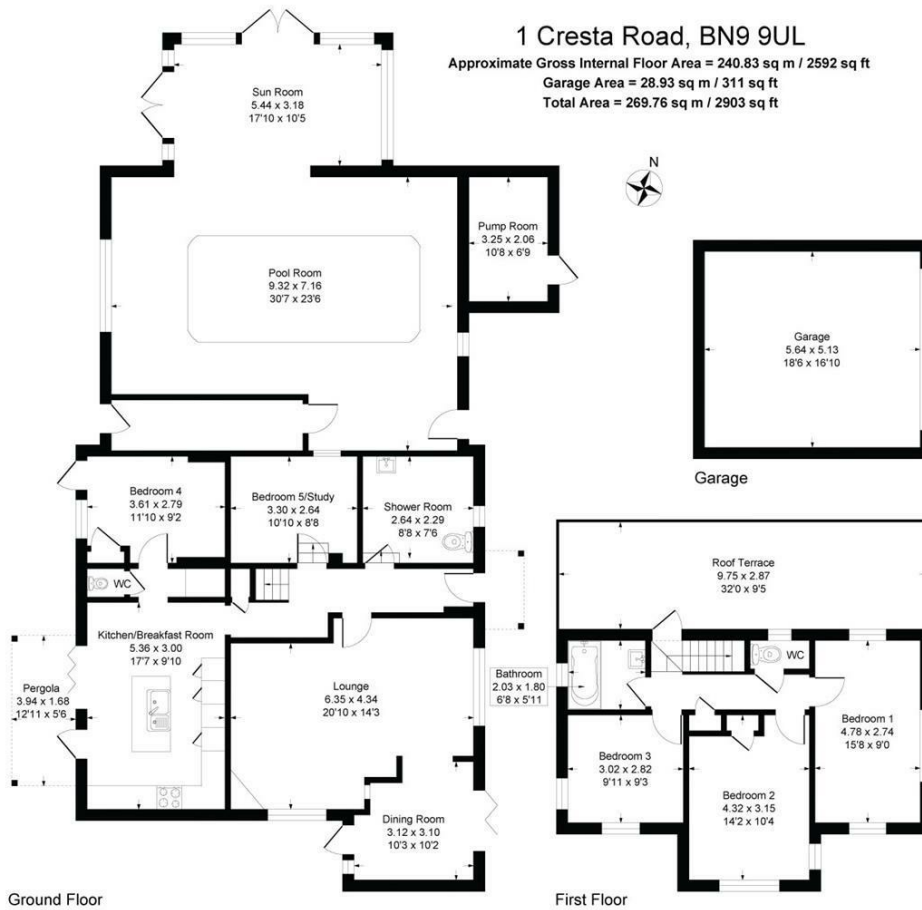 1 Cresta Road, BN9 9UL
Approximate Gross Internal Floor Area = 240.83 sq m / 2592 sq ft
Garage Area = 28.93 sq m / 311 sq ft
Total Area = 269.76 sq m / 2903 sq ft
N
Sun Room
5.44 x 3.18
17'10 x 10'5
Pump Room
3.25 x 2.06
10'8 x 6'9
Pool Room
9.32 x 7.16
30'7 x 23'6
Garage
5.64 x 5.13
18'6 x 16'10
Garage
Bedroom 4
3.61 x 2.79
11'10 x 9'2
Bedroom 5/Study
3.30 x 2.64
10'10 x 8'8
Shower Room
2.64 x 2.29
8'8 x 7'6
WC
Kitchen/Breakfast Room
5.36 x 3.00
17'7 x 9'10
Pergola
3.94 x 1.68
12'11 x 5'6
Lounge
6.35 x 4.34
20'10 x 14'3
Dining Room
3.12 x 3.10
10'3 x 10'2
Ground Floor
Roof Terrace
9.75 x 2.87
32'0 x 9'5
Bathroom
2.03 x 1.80
6'8 x 5'11
WC
Bedroom 1
4.78 x 2.74
15'8 x 9'0
Bedroom 3
3.02 x 2.82
9'11 x 9'3
Bedroom 2
4.32 x 3.15
14'2 x 10'4
First Floor